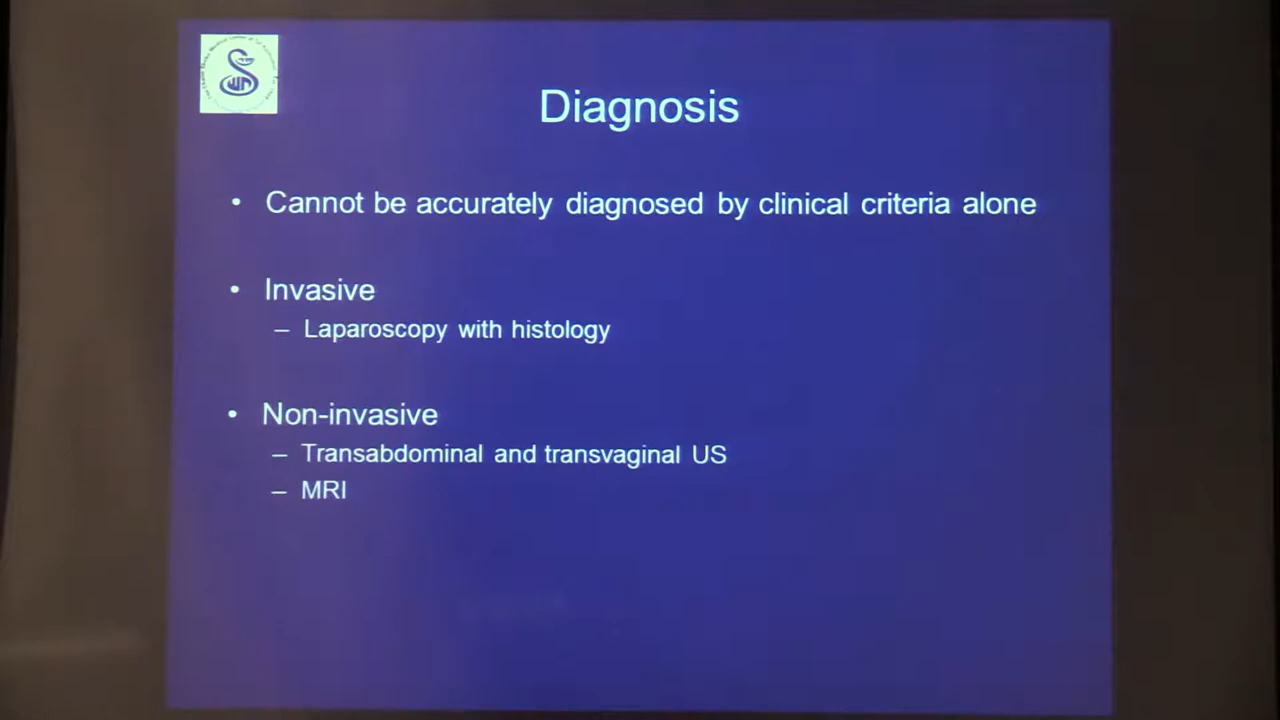 Diagnosis
• Cannot be accurately diagnosed by clinical criteria alone
• Invasive
– Laparoscopy with histology
• Non-invasive
– Transabdominal and transvaginal US
– MRI